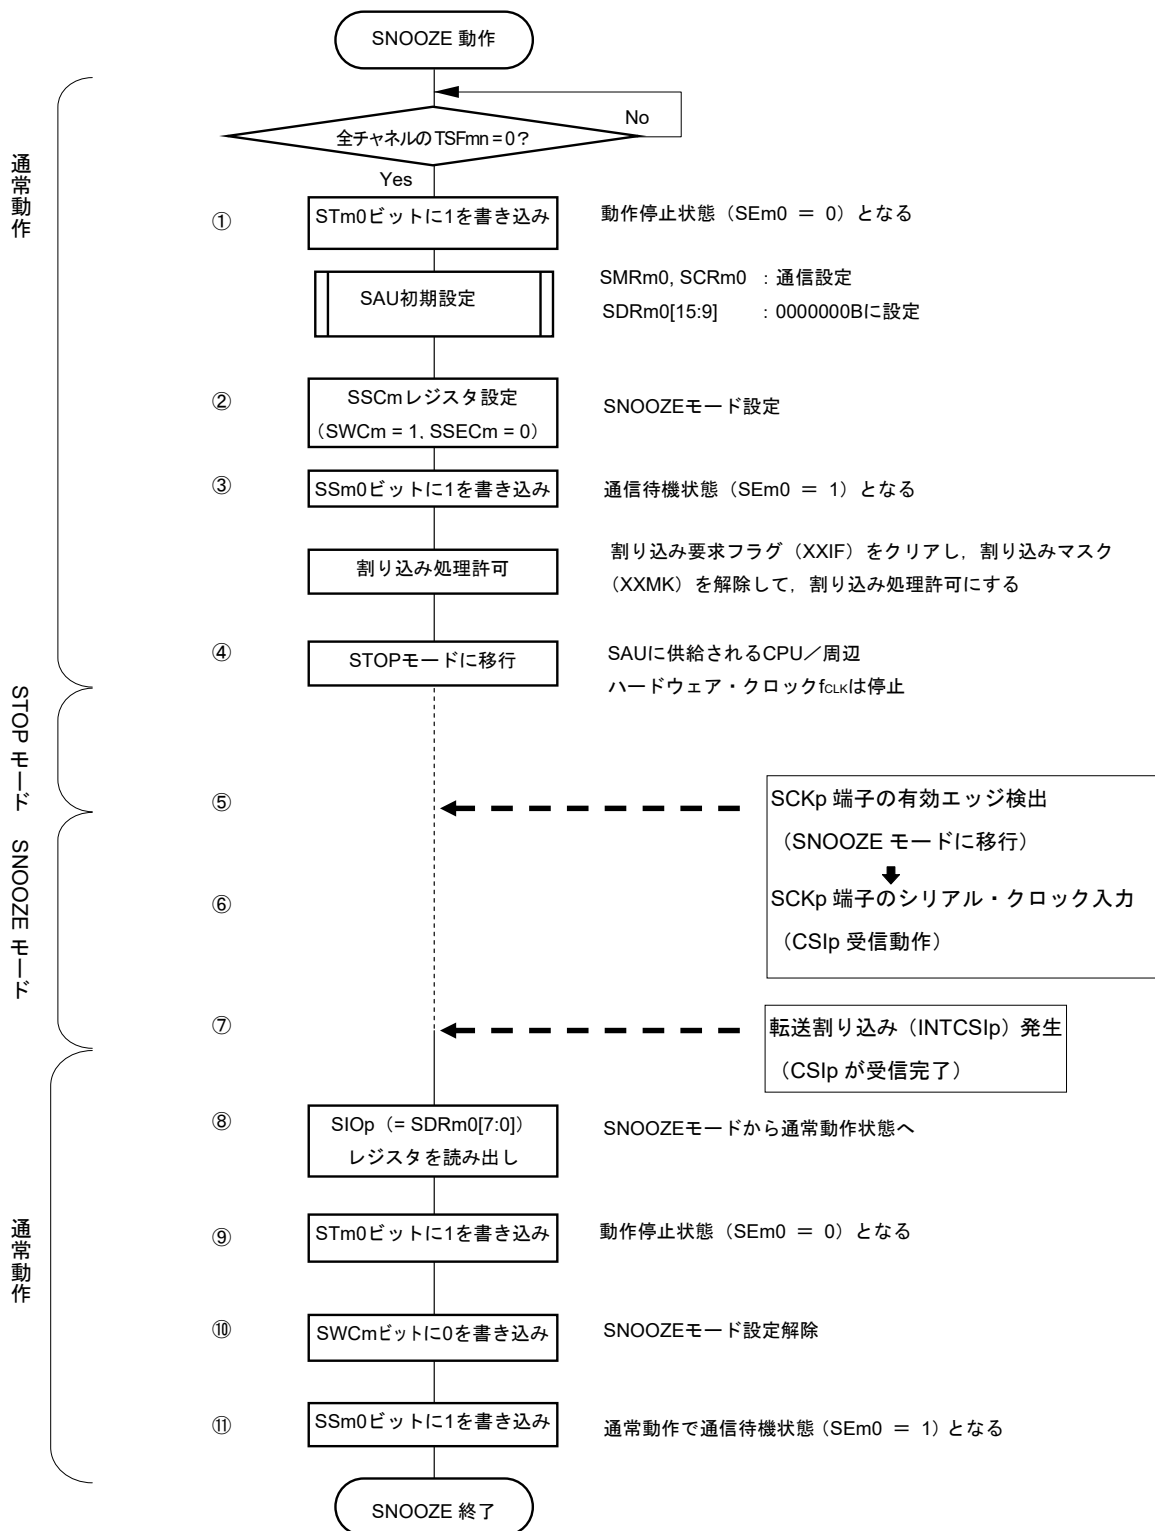 SNOOZE 動作
通常動作
No
全チャネルのTSFmn = 0？
Yes
① STm0ビットに1を書き込み 動作停止状態（SEm0 ＝ 0）となる
SAU初期設定
SMRm0, SCRm0 ：通信設定
SDRm0[15:9] ：0000000Bに設定
② SSCmレジスタ設定
（SWCm = 1, SSECm = 0）
SNOOZEモード設定
③ SSm0ビットに1を書き込み 通信待機状態（SEm0 ＝ 1）となる
割り込み処理許可
割り込み要求フラグ（XXIF）をクリアし，割り込みマスク
（XXMK）を解除して，割り込み処理許可にする
④ STOPモードに移行
SAUに供給されるCPU／周辺
ハードウェア・クロックfCLKは停止
STOP モード
⑤
SCKp 端子の有効エッジ検出
（SNOOZE モードに移行）
SNOOZE モード
⑥
SCKp 端子のシリアル・クロック入力
（CSIp 受信動作）
⑦
転送割り込み（INTCSIp）発生
（CSIp が受信完了）
通常動作
⑧ SIOp（= SDRm0[7:0]）
レジスタを読み出し
SNOOZEモードから通常動作状態へ
⑨ STm0ビットに1を書き込み 動作停止状態（SEm0 ＝ 0）となる
⑩ SWCmビットに0を書き込み SNOOZEモード設定解除
⑪ SSm0ビットに1を書き込み 通常動作で通信待機状態（SEm0 ＝ 1）となる
SNOOZE 終了